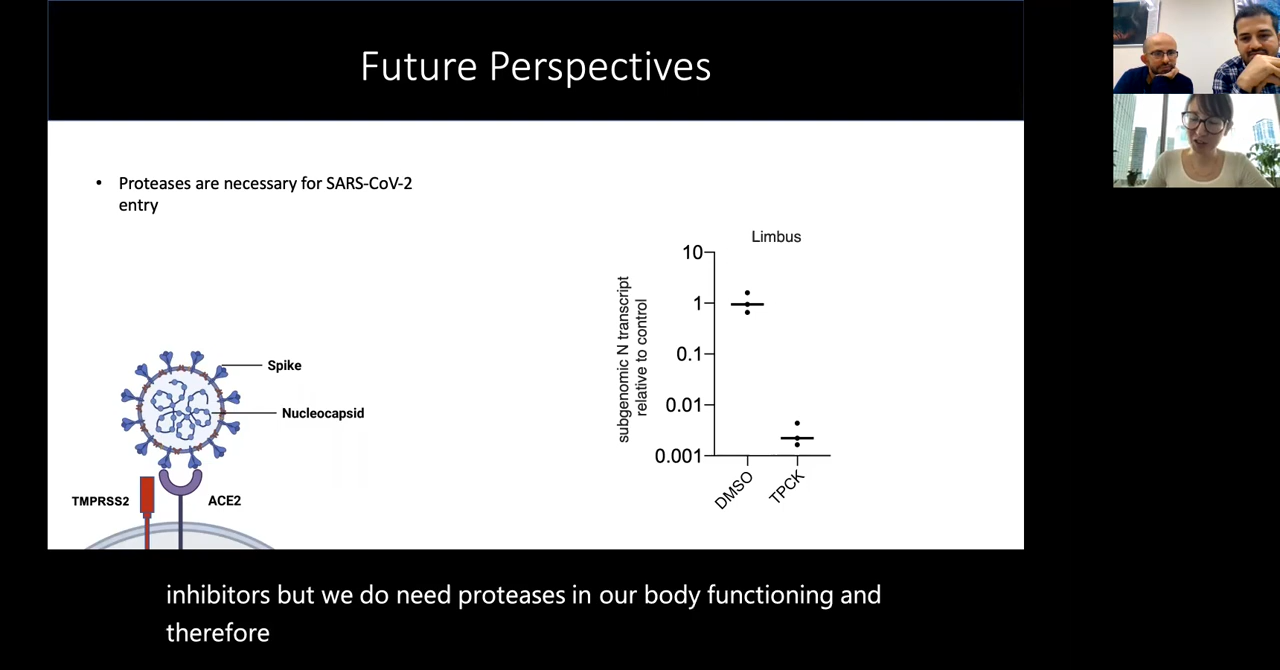 Future Perspectives
• Proteases are necessary for SARS-CoV-2
entry
Spike
Nucleocapsid
TMPRSS2
ACE2
Limbus
subgenomic N transcript
relative to control
10
1
0.1
0.01
0.001
DMSO
TPCK
inhibitors but we do need proteases in our body functioning and
therefore